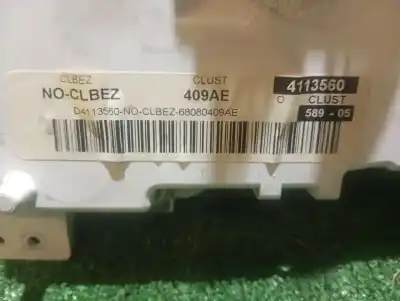 CLBEZ CLUST 4113560
NO-CLBEZ 409AE O CLUST
D4113560-NO-CLBEZ-68080409AE 589 - 05